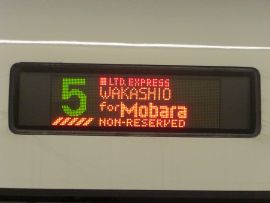 5
LTD. EXPRESS
WAKASHIO
for Mobara
NON-RESERVED